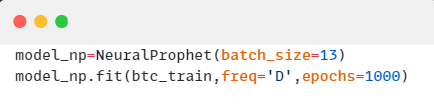 model_np=NeuralProphet(batch_size=13)
model_np.fit(btc_train,freq='D',epochs=1000)